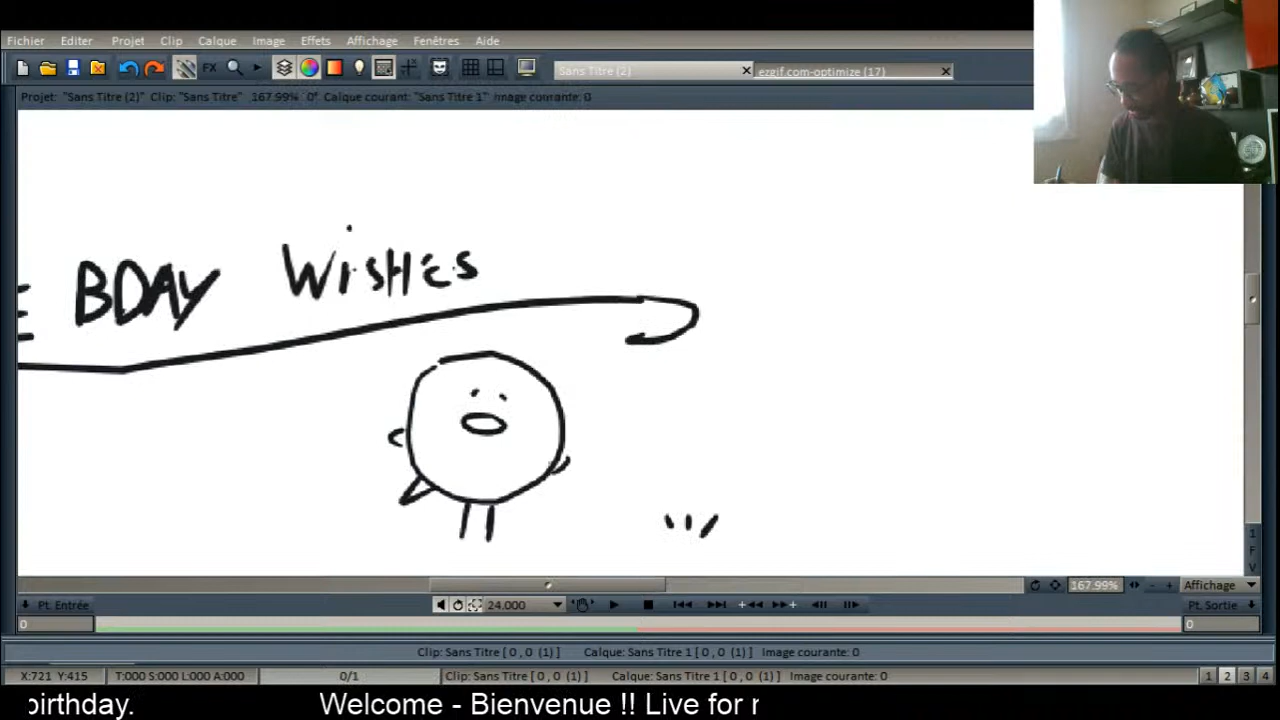 Fichier Editer Projet Clip Calque Image Effets Affichage Fenêtres Aide
FX Sans Titre (2) ezgif.com-optimize (17)
Projet: "Sans Titre (2)" Clip: "Sans Titre" 167.99% 0° Calque courant: "Sans Titre 1" Image courante: 0
E BDAY WISHES
1
F
V
167.99% Affichage
Pt. Entrée 24.000 Pt. Sortie
0 0
Clip: Sans Titre [ 0 , 0 (1) ] Calque: Sans Titre 1 [ 0 , 0 (1) ] Image courante: 0
X:721 Y:415 T:000 S:000 L:000 A:000 0/1 Clip: Sans Titre [ 0 , 0 (1) ] Calque: Sans Titre 1 [ 0 , 0 (1) ] Image courante: 0 1 2 3 4
birthday. Welcome - Bienvenue !! Live for